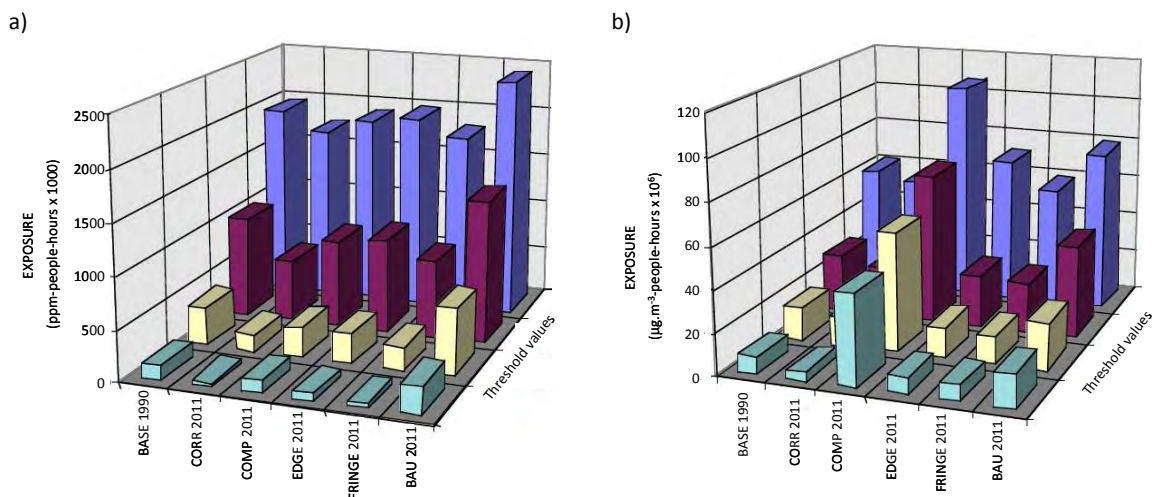 a)
2500
2000
1500
1000
500
0
EXPOSURE
(ppm-people-hours x 1000)
BASE 1990
CORR 2011
COMP 2011
EDGE 2011
FRINGE 2011
BAU 2011
Threshold values
b)
120
100
80
60
40
20
0
EXPOSURE
(µg.m⁻³-people-hours x 10⁶)
BASE 1990
CORR 2011
COMP 2011
EDGE 2011
FRINGE 2011
BAU 2011
Threshold values